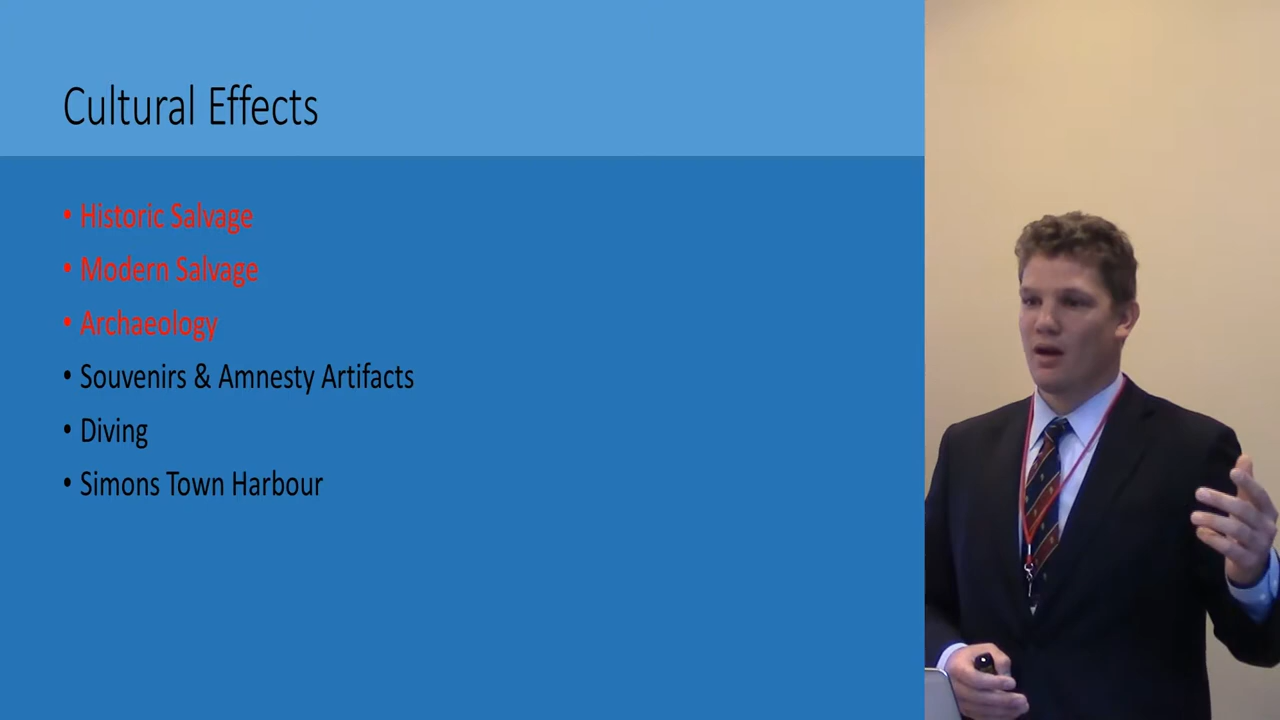 Cultural Effects
• Historic Salvage
• Modern Salvage
• Archaeology
• Souvenirs & Amnesty Artifacts
• Diving
• Simons Town Harbour